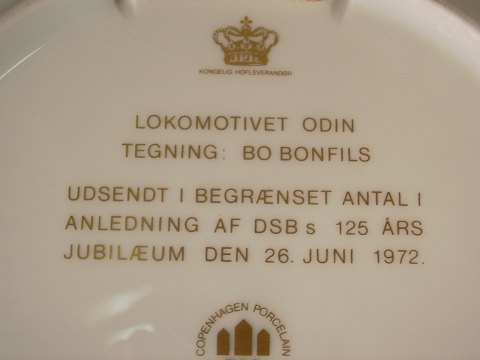 KONGELIG HOFLEVERANDØR
LOKOMOTIVET ODIN
TEGNING: BO BONFILS
UDSENDT I BEGRÆNSET ANTAL I
ANLEDNING AF DSBs 125 ÅRS
JUBILÆUM DEN 26. JUNI 1972.
COPENHAGEN PORCELAIN